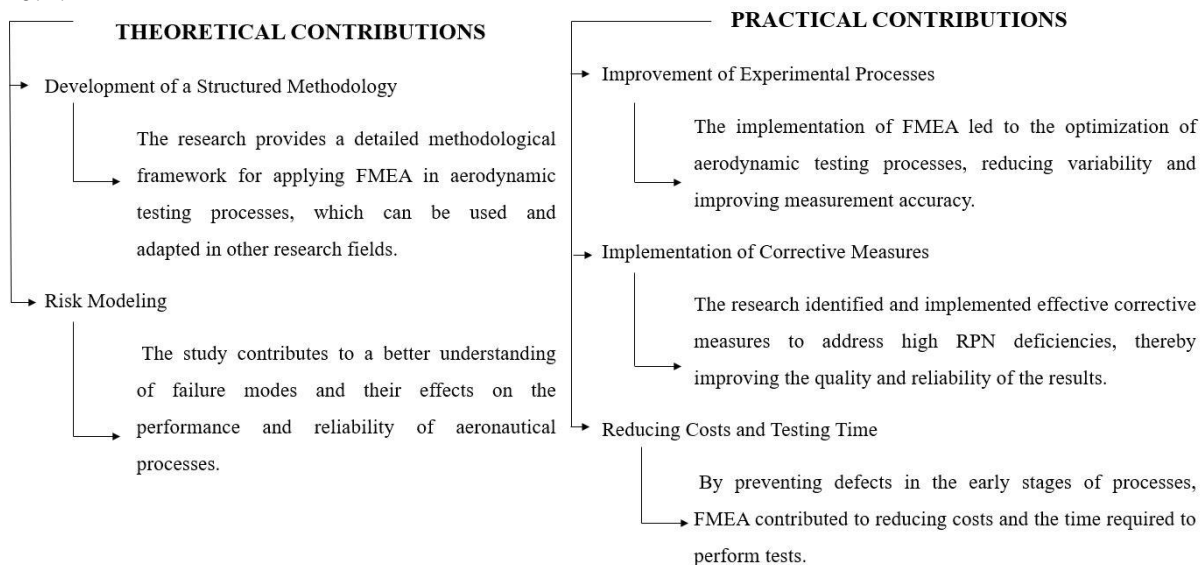 THEORETICAL CONTRIBUTIONS
Development of a Structured Methodology
The research provides a detailed methodological
framework for applying FMEA in aerodynamic
testing processes, which can be used and
adapted in other research fields.
Risk Modeling
The study contributes to a better understanding
of failure modes and their effects on the
performance and reliability of aeronautical
processes.
PRACTICAL CONTRIBUTIONS
Improvement of Experimental Processes
The implementation of FMEA led to the optimization of
aerodynamic testing processes, reducing variability and
improving measurement accuracy.
Implementation of Corrective Measures
The research identified and implemented effective corrective
measures to address high RPN deficiencies, thereby
improving the quality and reliability of the results.
Reducing Costs and Testing Time
By preventing defects in the early stages of processes,
FMEA contributed to reducing costs and the time required to
perform tests.